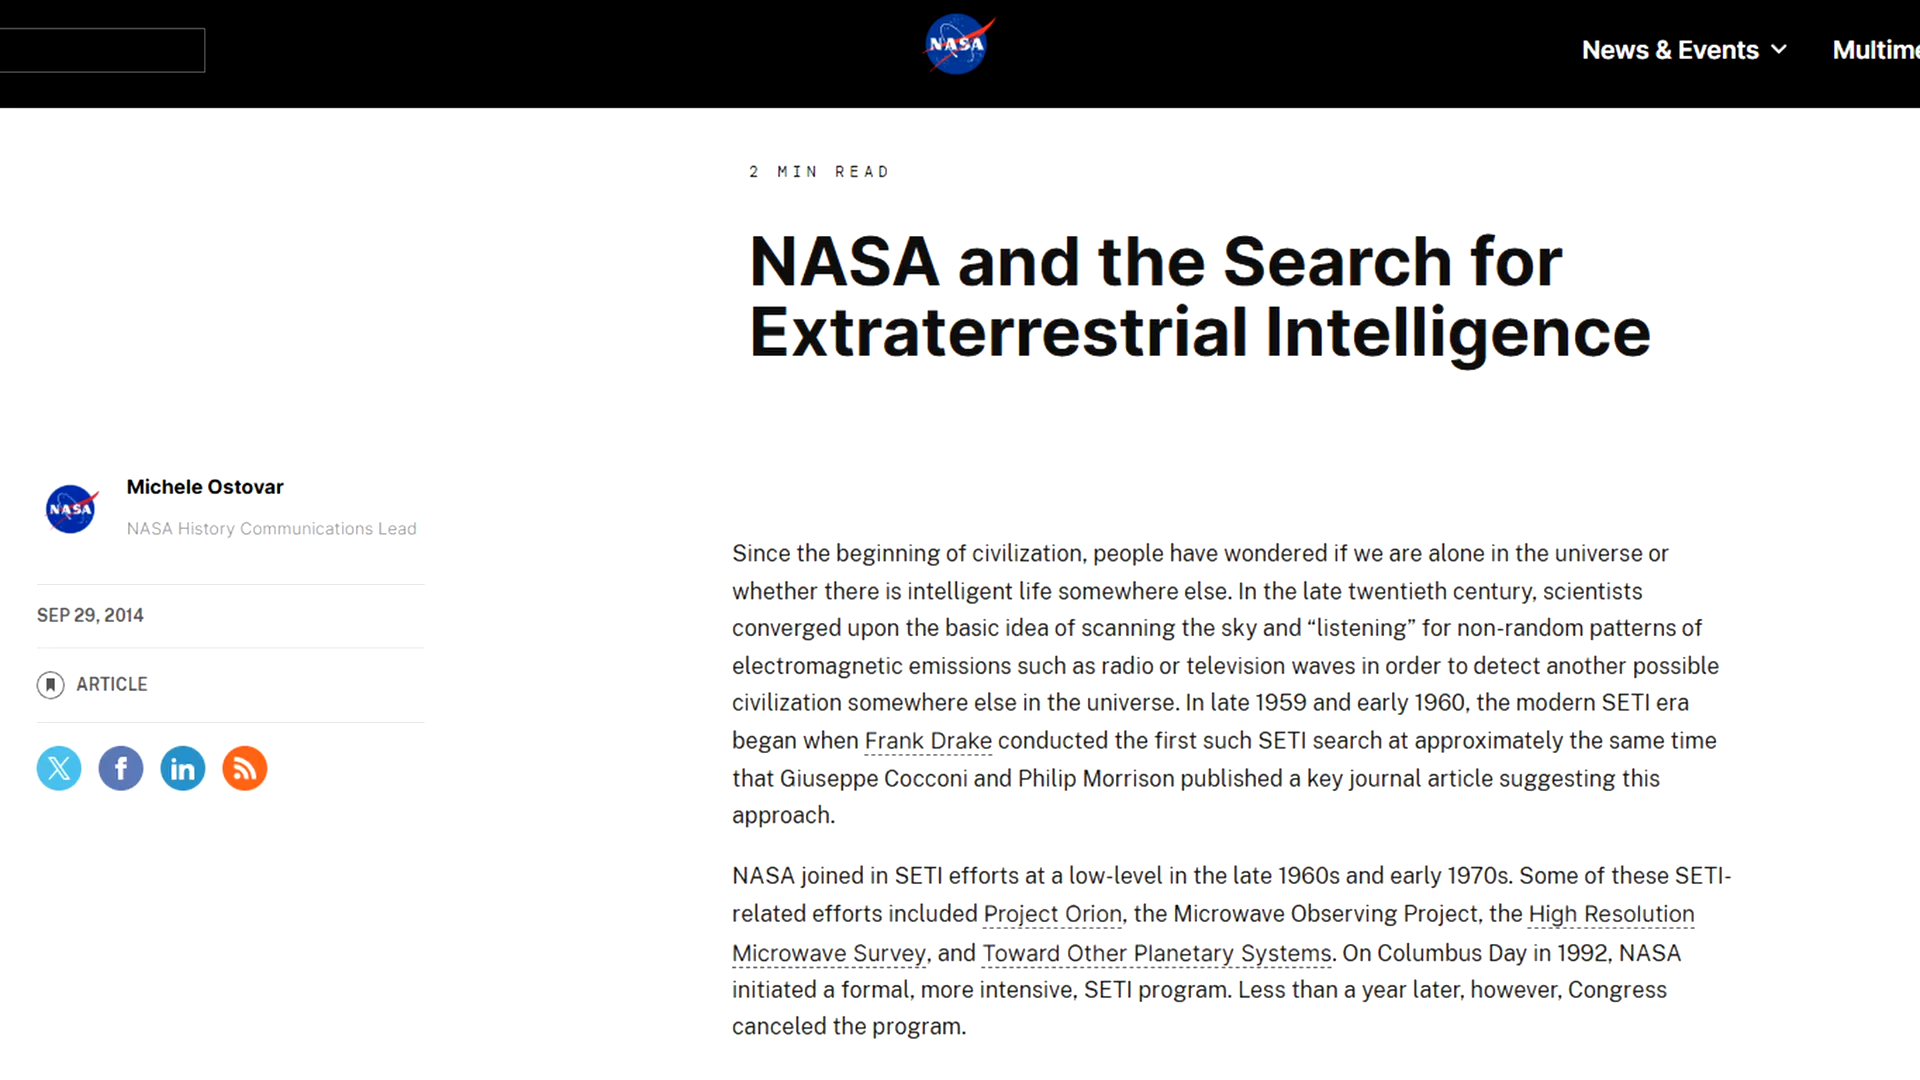 NASA
News & Events
2 MIN READ
NASA and the Search for
Extraterrestrial Intelligence
NASA
Michele Ostovar
NASA History Communications Lead
SEP 29, 2014
ARTICLE
Since the beginning of civilization, people have wondered if we are alone in the universe or
whether there is intelligent life somewhere else. In the late twentieth century, scientists
converged upon the basic idea of scanning the sky and “listening” for non-random patterns of
electromagnetic emissions such as radio or television waves in order to detect another possible
civilization somewhere else in the universe. In late 1959 and early 1960, the modern SETI era
began when Frank Drake conducted the first such SETI search at approximately the same time
that Giuseppe Cocconi and Philip Morrison published a key journal article suggesting this
approach.
NASA joined in SETI efforts at a low-level in the late 1960s and early 1970s. Some of these SETI-
related efforts included Project Orion, the Microwave Observing Project, the High Resolution
Microwave Survey, and Toward Other Planetary Systems. On Columbus Day in 1992, NASA
initiated a formal, more intensive, SETI program. Less than a year later, however, Congress
canceled the program.